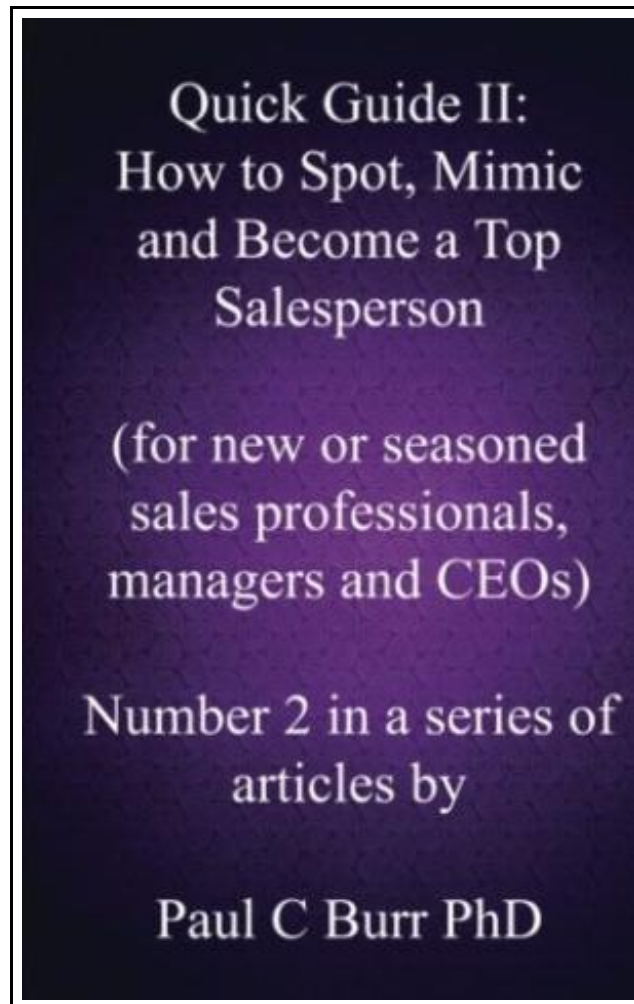 Quick Guide II:
How to Spot, Mimic
and Become a Top
Salesperson
(for new or seasoned
sales professionals,
managers and CEOs)
Number 2 in a series of
articles by
Paul C Burr PhD